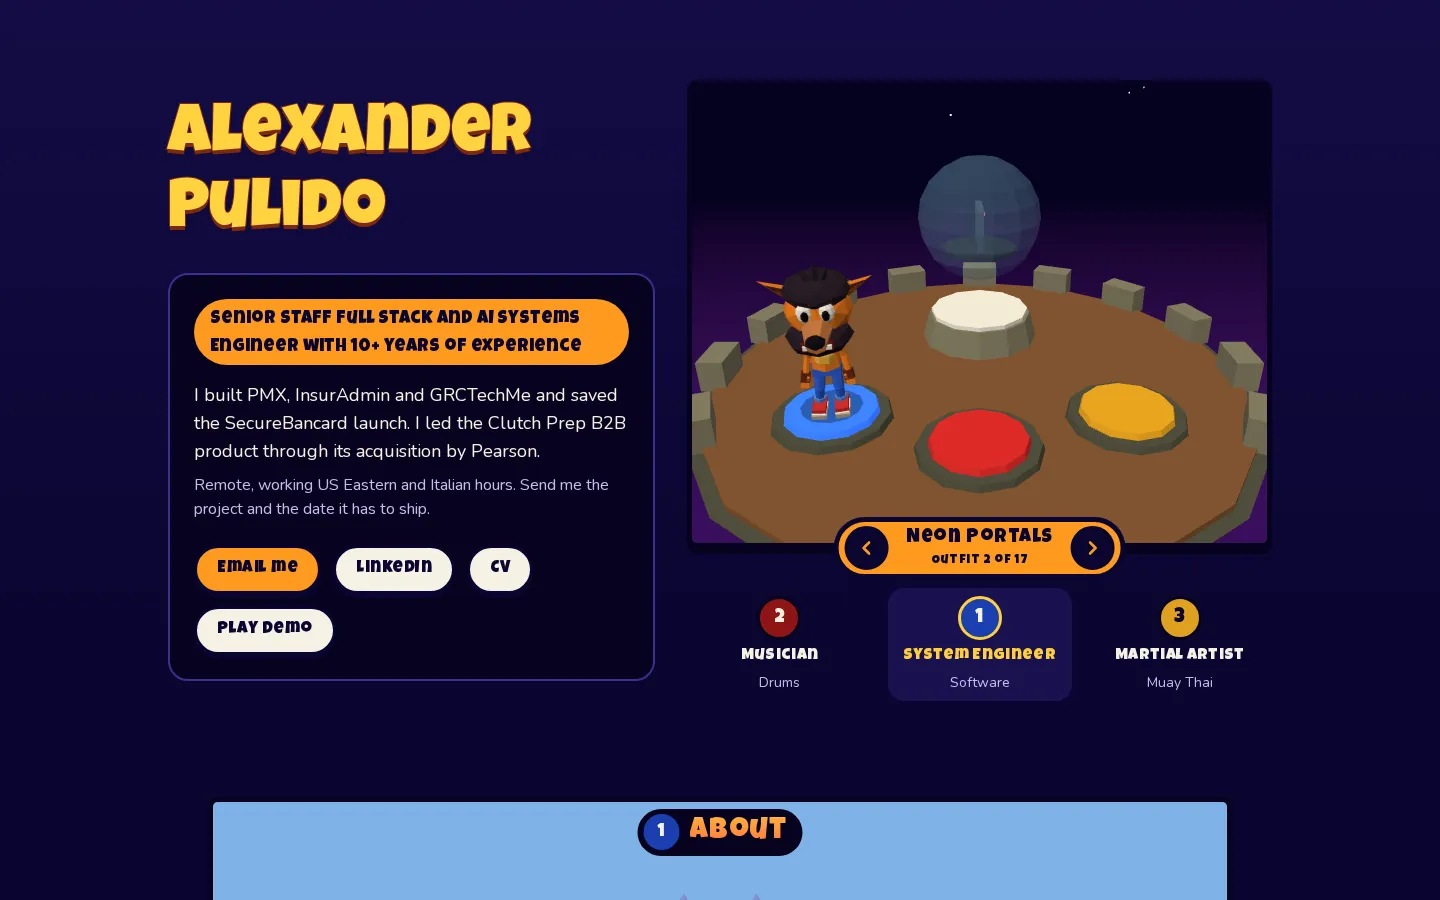 ALEXANDER
PULIDO
SENIOR STAFF FULL STACK AND AI SYSTEMS
ENGINEER WITH 10+ YEARS OF EXPERIENCE
I built PMX, InsurAdmin and GRCTechMe and saved
the SecureBancard launch. I led the Clutch Prep B2B
product through its acquisition by Pearson.
Remote, working US Eastern and Italian hours. Send me the
project and the date it has to ship.
EMAIL ME
LINKEDIN
CV
PLAY DEMO
NEON PORTALS
OUTFIT 2 OF 17
2
MUSICIAN
Drums
1
SYSTEM ENGINEER
Software
3
MARTIAL ARTIST
Muay Thai
1 ABOUT